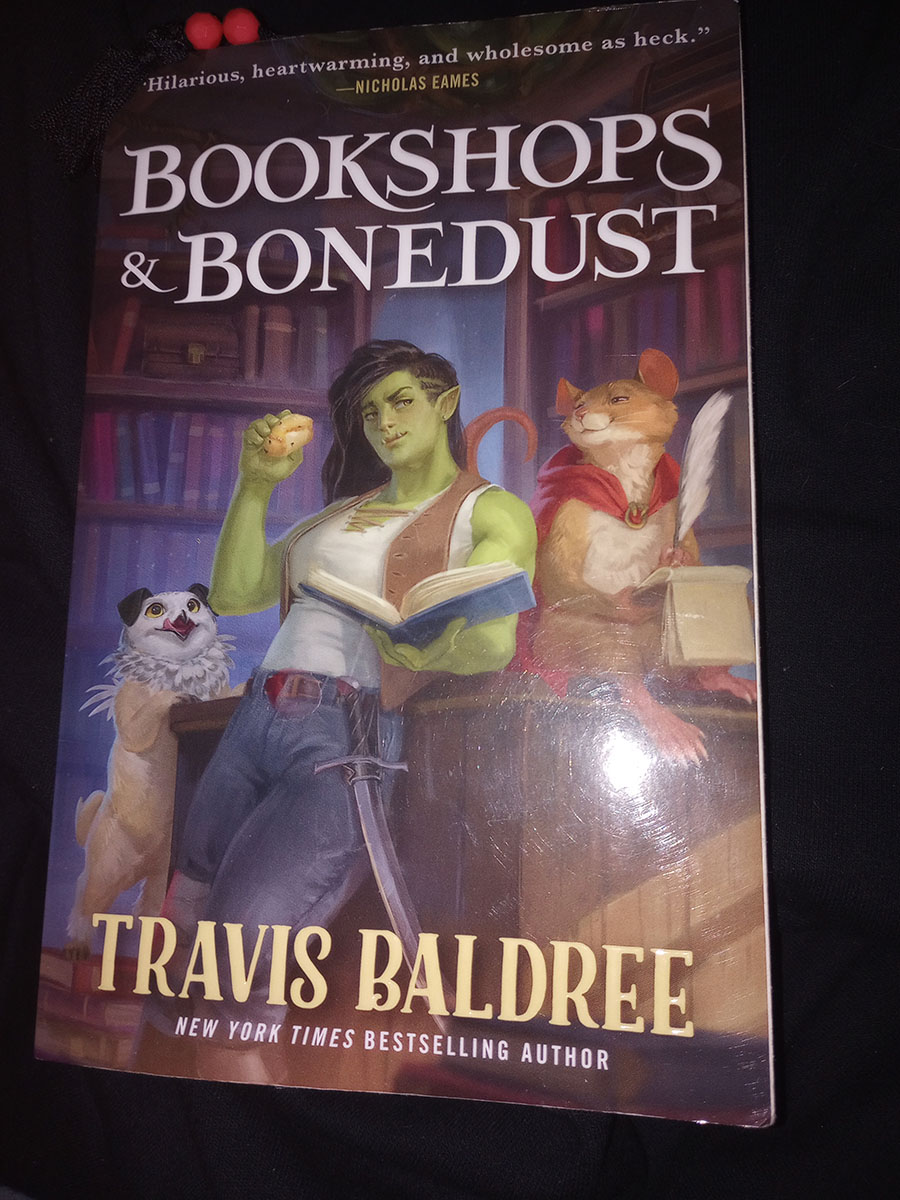 "Hilarious, heartwarming, and wholesome as heck."
—NICHOLAS EAMES
BOOKSHOPS
& BONEDUST
TRAVIS BALDREE
NEW YORK TIMES BESTSELLING AUTHOR